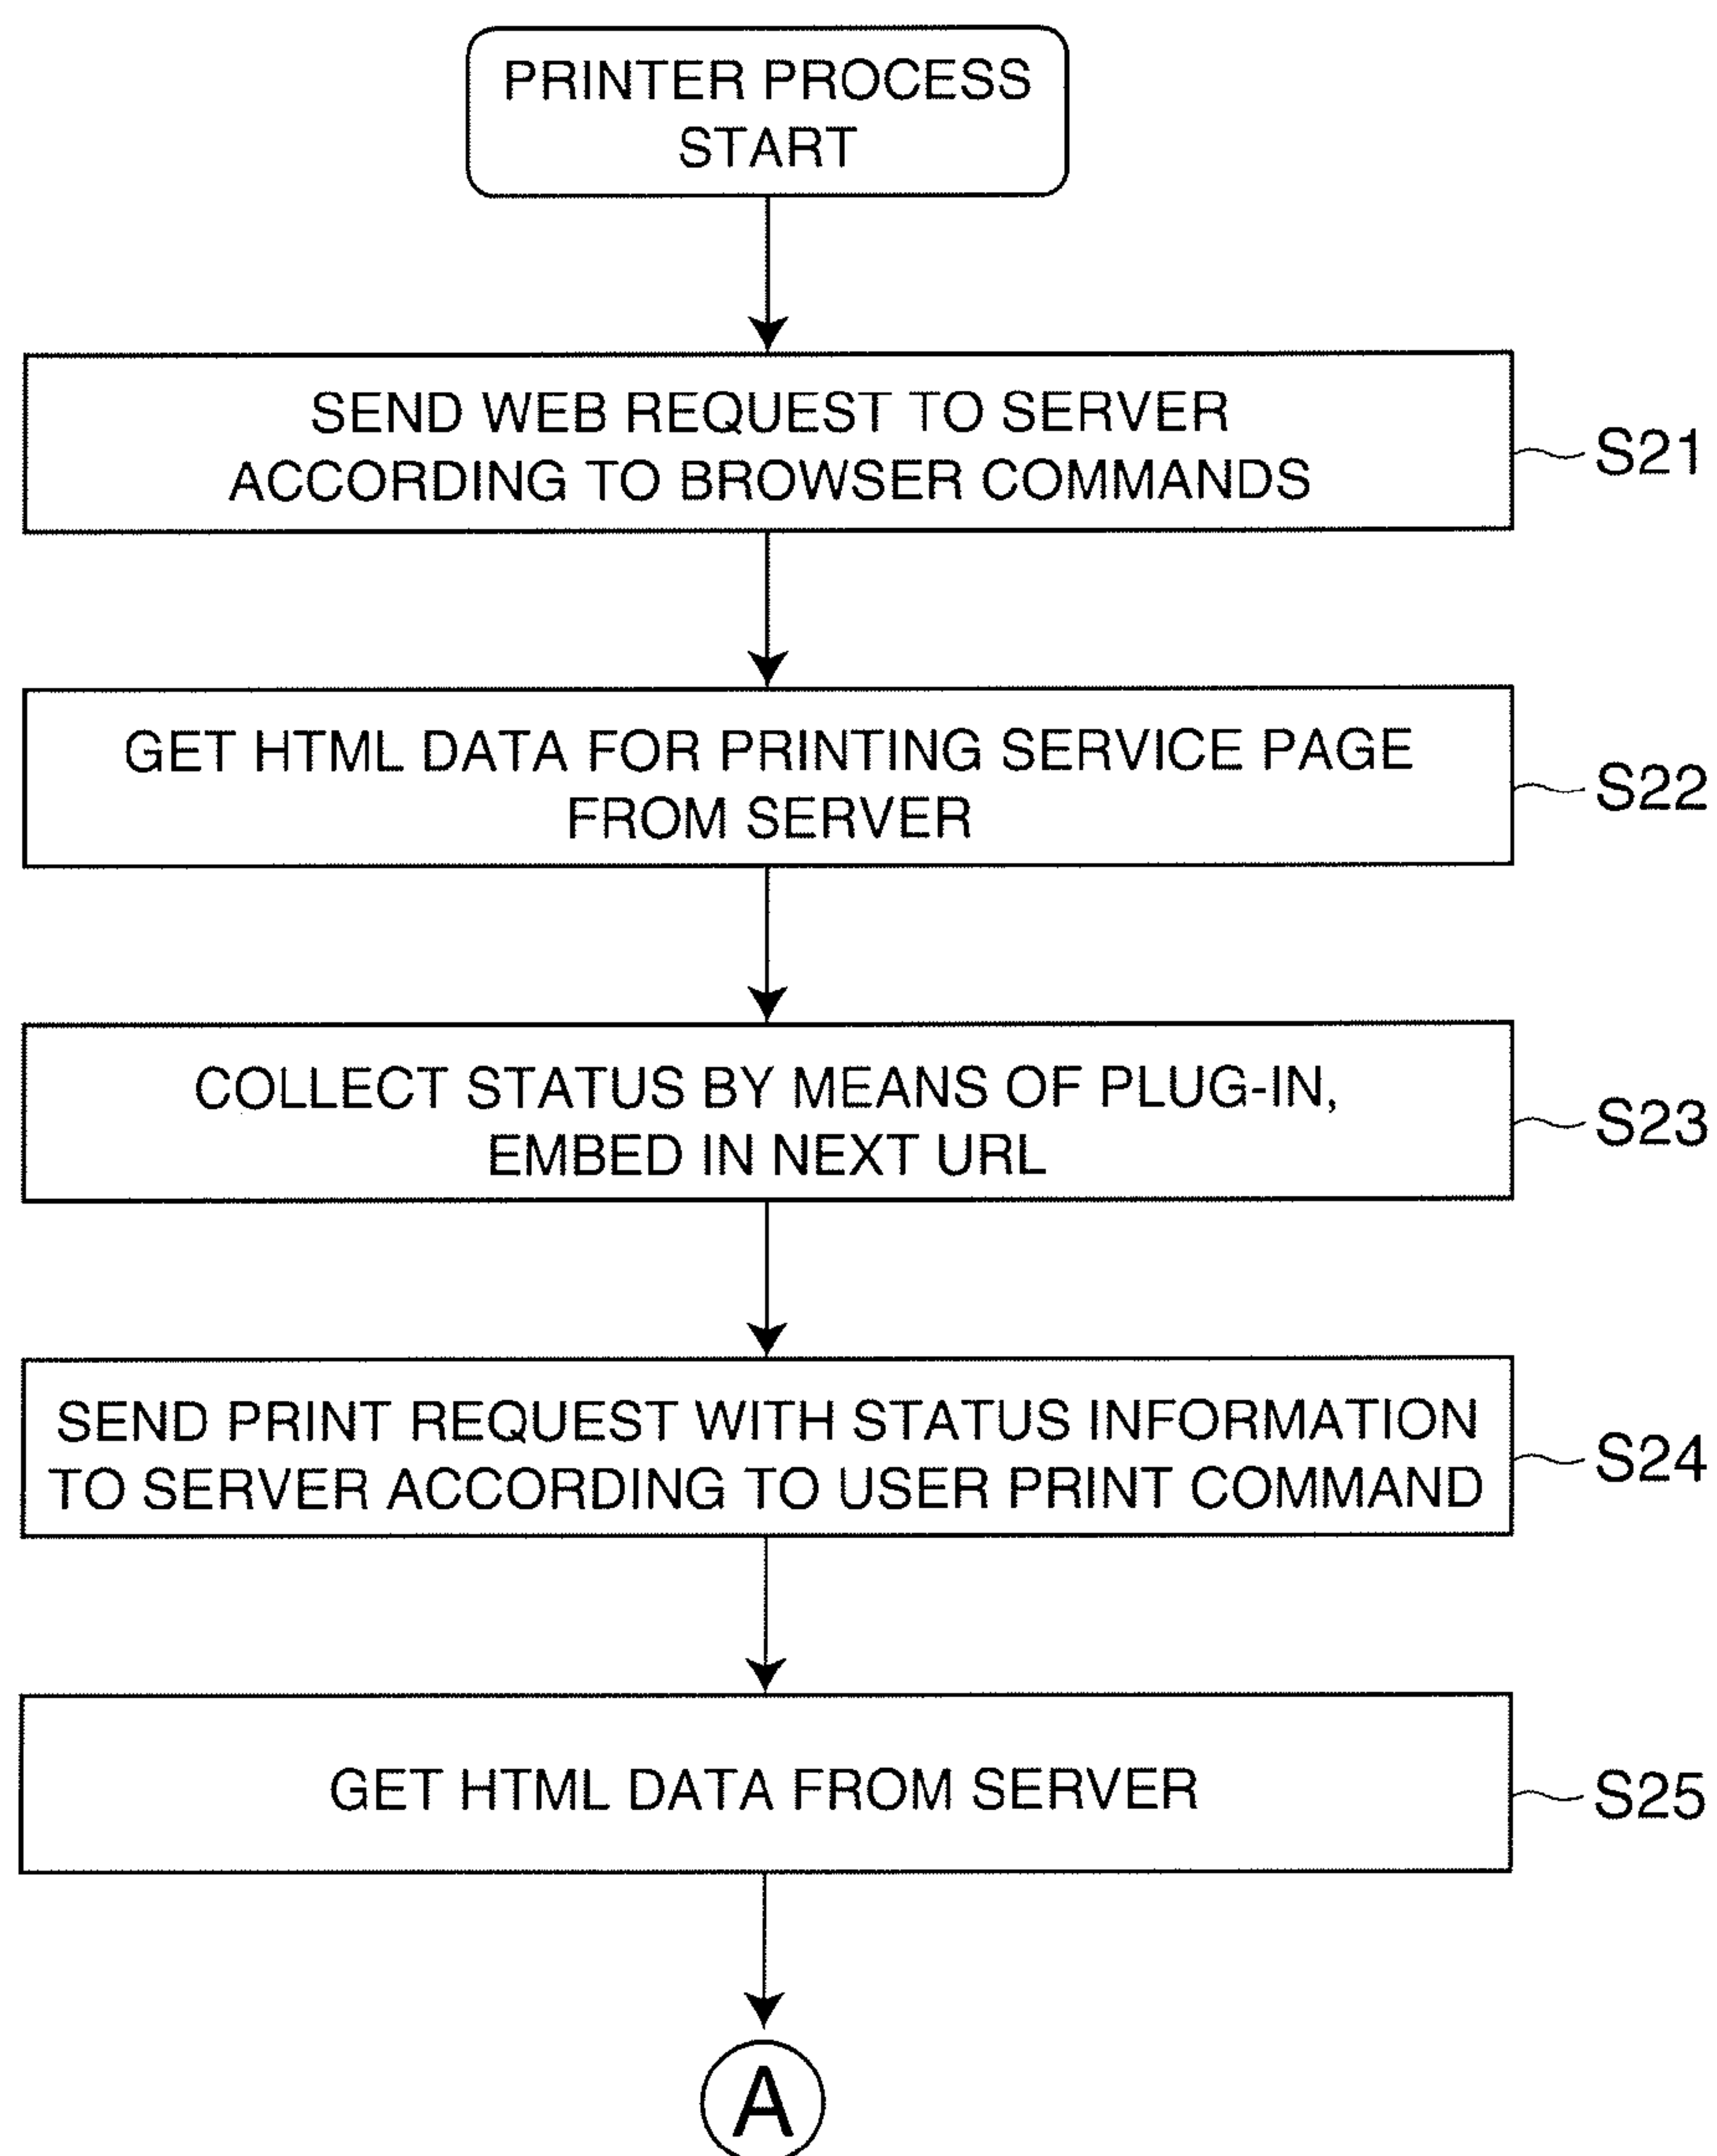 PRINTER PROCESS
START
SEND WEB REQUEST TO SERVER
ACCORDING TO BROWSER COMMANDS
S21
GET HTML DATA FOR PRINTING SERVICE PAGE
FROM SERVER
S22
COLLECT STATUS BY MEANS OF PLUG-IN,
EMBED IN NEXT URL
S23
SEND PRINT REQUEST WITH STATUS INFORMATION
TO SERVER ACCORDING TO USER PRINT COMMAND
S24
GET HTML DATA FROM SERVER
S25
A